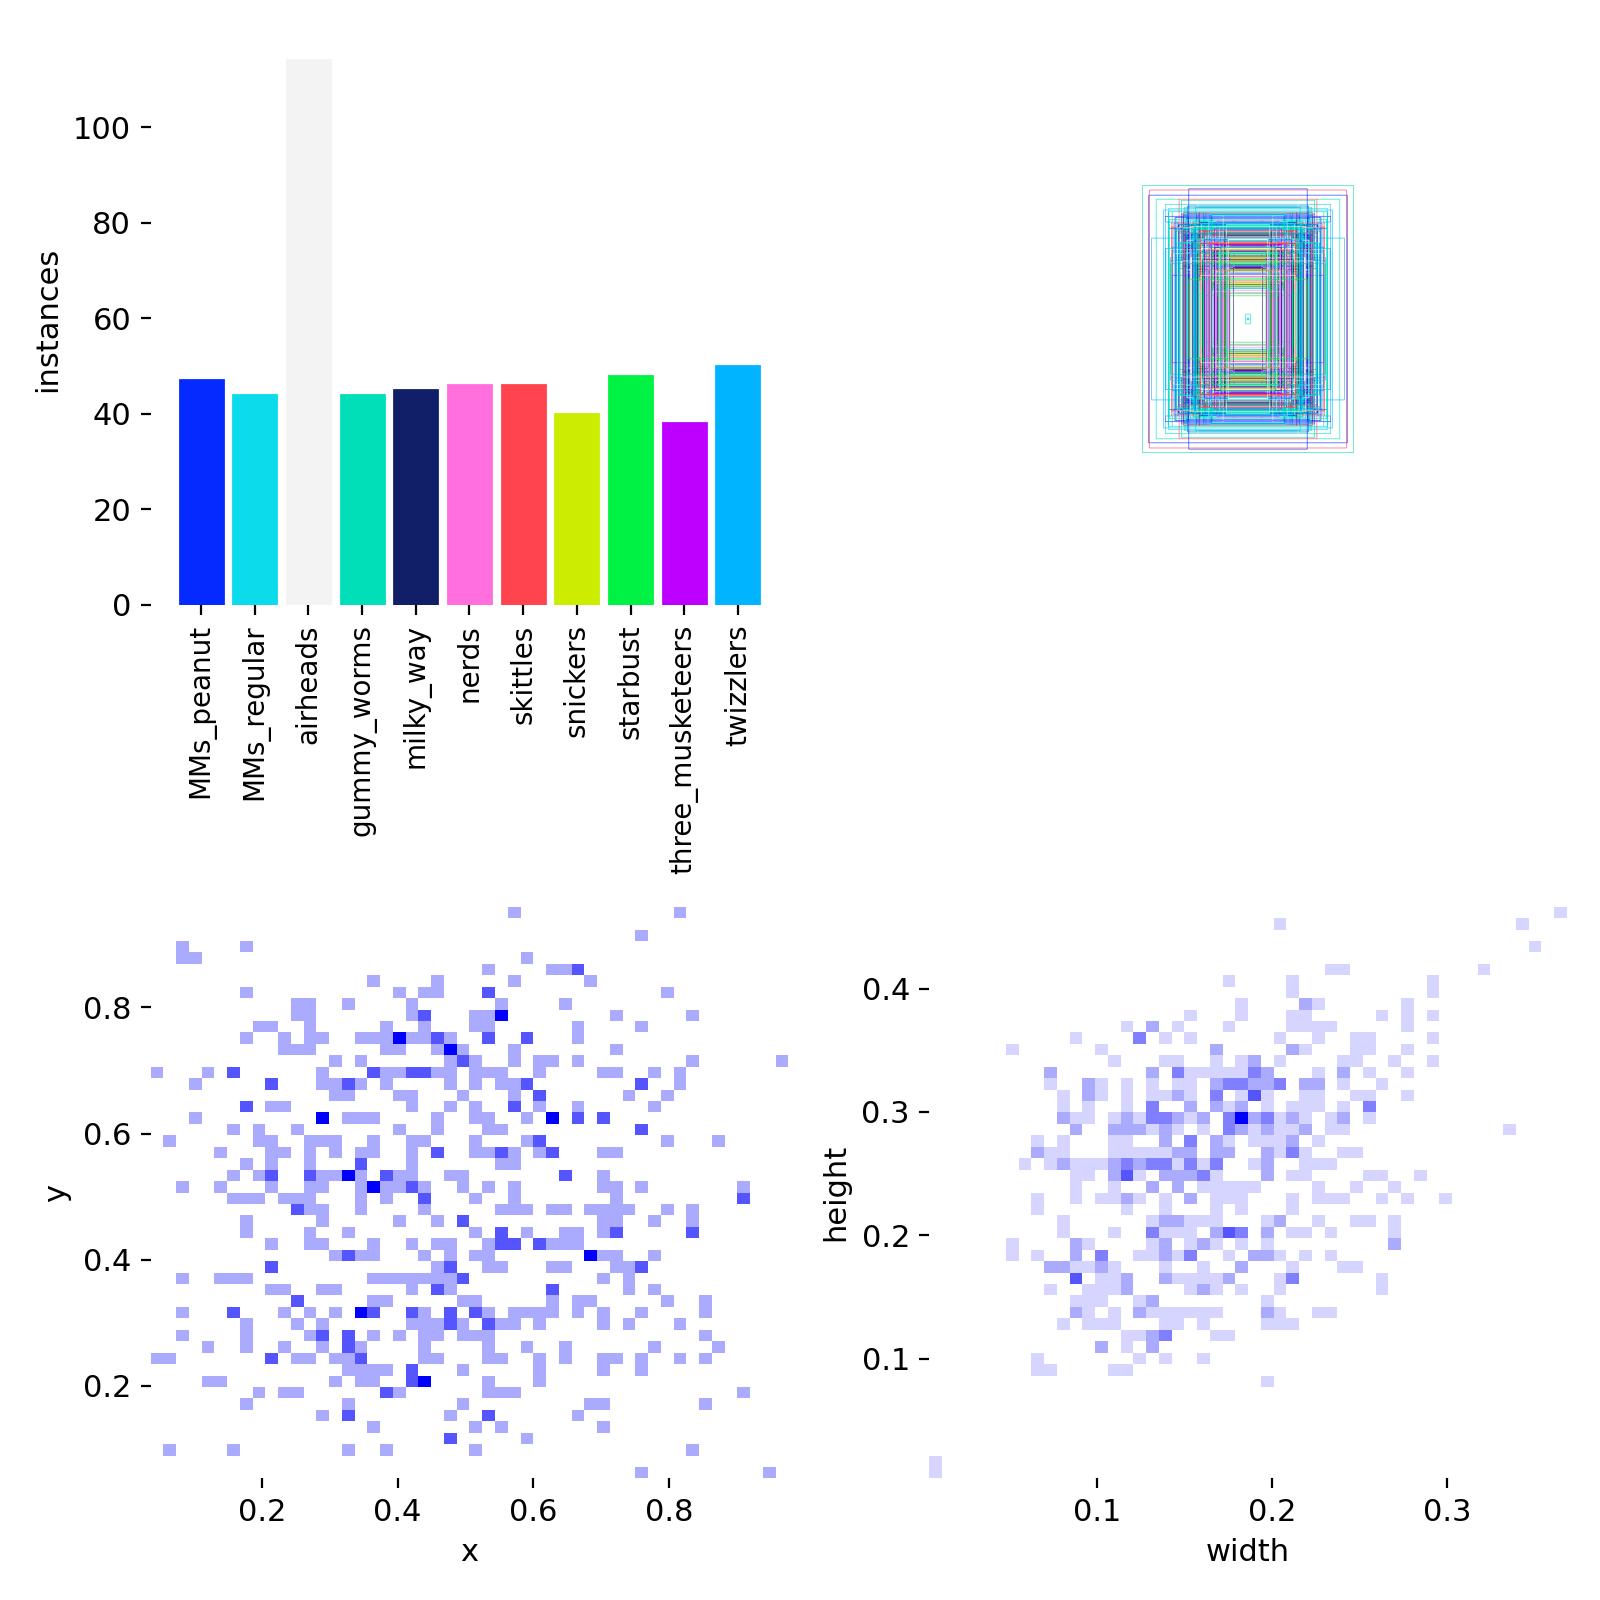 instances
100
80
60
40
20
0
MMs_peanut
MMs_regular
airheads
gummy_worms
milky_way
nerds
skittles
snickers
starbust
three_musketeers
twizzlers
y
0.8
0.6
0.4
0.2
0.2 0.4 0.6 0.8
x
height
0.4
0.3
0.2
0.1
0.1 0.2 0.3
width